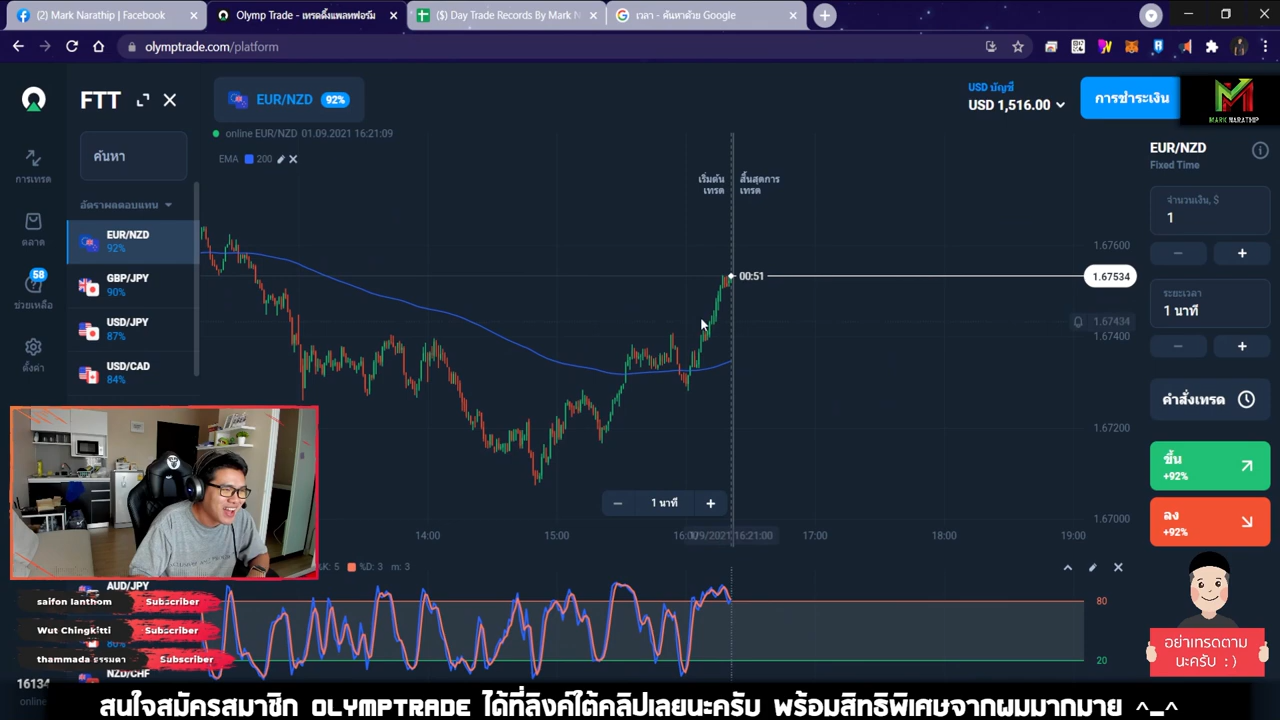 (2) Mark Narathip | Facebook
Olymp Trade - เทรดดิ้งแพลทฟอร์ม
($) Day Trade Records By Mark N
เวลา - ค้นหาด้วย Google
olymptrade.com/platform
FTT
EUR/NZD 92%
USD บัญชี
USD 1,516.00
การชำระเงิน
MARK NARATHIP
online EUR/NZD 01.09.2021 16:21:09
EMA 200
ค้นหา
อัตราผลตอบแทน
การเทรด
ตลาด
58
ช่วยเหลือ
ตั้งค่า
EUR/NZD
92%
GBP/JPY
90%
USD/JPY
87%
USD/CAD
84%
เริ่มต้น
เทรด
สิ้นสุดการ
เทรด
00:51
1.67600
1.67534
1.67434
1.67400
1.67200
1.67000
1 นาที
14:00
15:00
16:21:00
17:00
18:00
19:00
EUR/NZD
Fixed Time
จำนวนเงิน, $
1
ระยะเวลา
1 นาที
คำสั่งเทรด
ขึ้น
+92%
ลง
+92%
%K: 5 %D: 3 m: 3
80
20
AUD/JPY
saifon lanthom Subscriber
Wut Chingkitti Subscriber
80%
thammada ธรรมดา Subscriber
NZD/CHF
16134
online
อย่าเทรดตาม
นะครับ : )
สนใจสมัครสมาชิก OLYMPTRADE ได้ที่ลิงค์ใต้คลิปเลยนะครับ พร้อมสิทธิพิเศษจากผมมากมาย ^_^